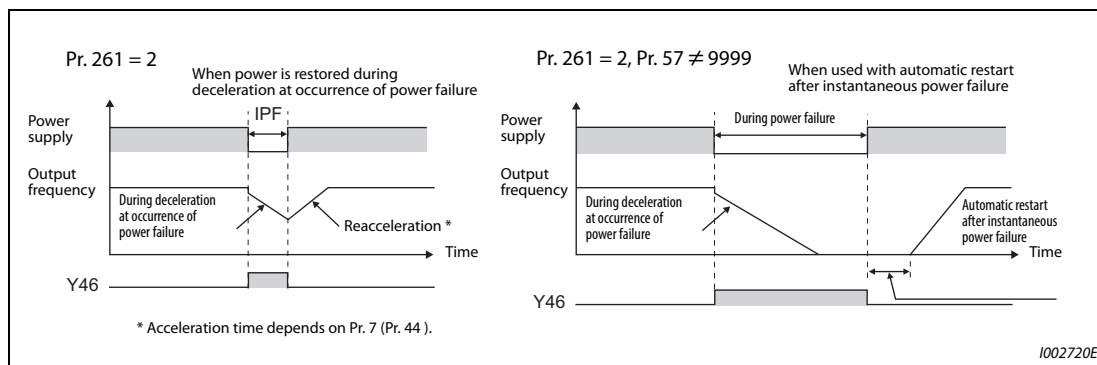 Pr. 261 = 2
When power is restored during
deceleration at occurrence of power failure
IPF
Power
supply
Output
frequency
During deceleration
at occurrence of
power failure
Reacceleration *
Time
Y46
* Acceleration time depends on Pr. 7 (Pr. 44 ).
Pr. 261 = 2, Pr. 57 ≠ 9999
When used with automatic restart
after instantaneous power failure
During power failure
Power
supply
Output
frequency
During deceleration
at occurrence of
power failure
Automatic restart
after instantaneous
power failure
Time
Y46
I002720E